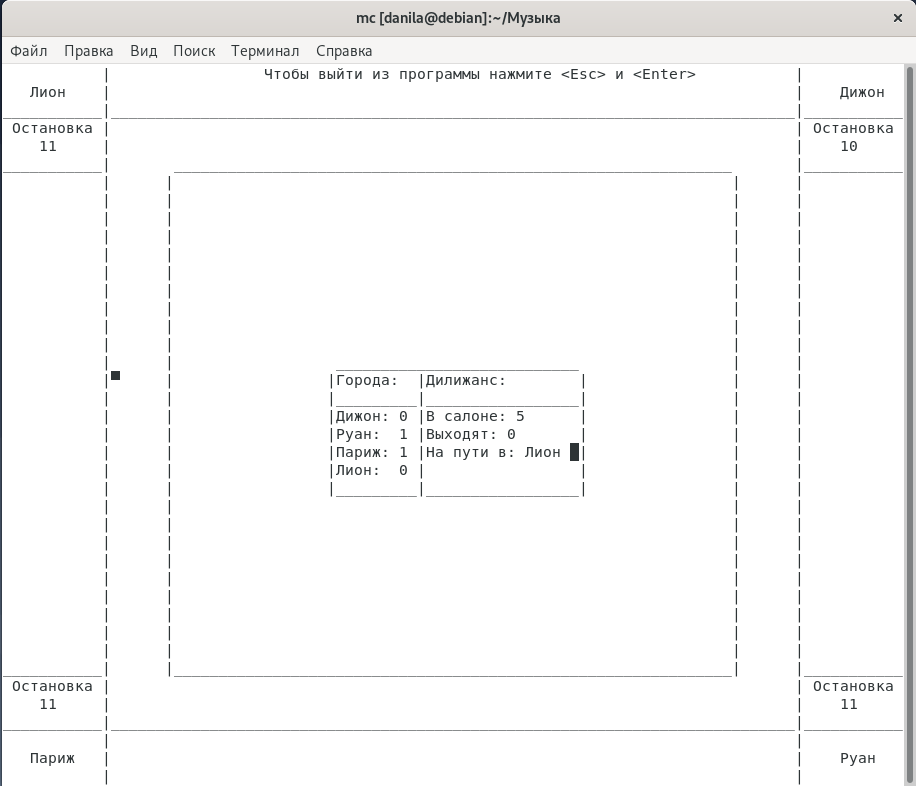 mc [danila@debian]:~/Музыка
Файл Правка Вид Поиск Терминал Справка
Чтобы выйти из программы нажмите <Esc> и <Enter>
Лион Дижон
Остановка Остановка
11 10
Города: Дилижанс:
Дижон: 0 В салоне: 5
Руан: 1 Выходят: 0
Париж: 1 На пути в: Лион
Лион: 0
Остановка Остановка
11 11
Париж Руан